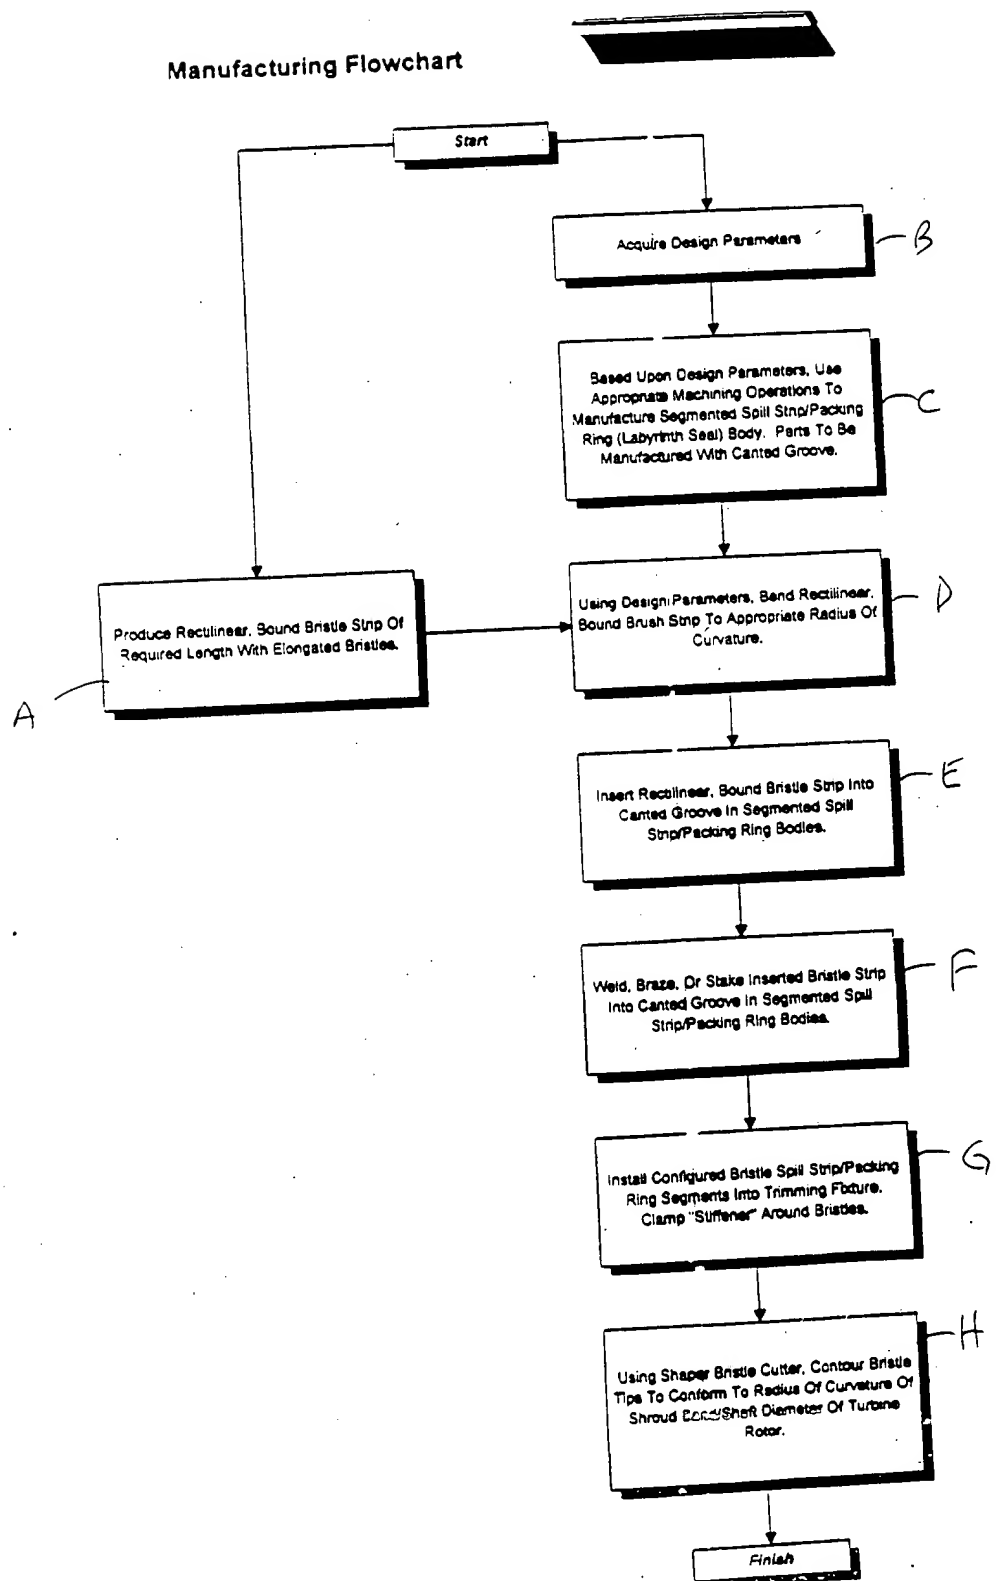 Manufacturing Flowchart
Start
Acquire Design Parameters
B
Based Upon Design Parameters, Use
Appropriate Machining Operations To
Manufacture Segmented Spill Strip/Packing
Ring (Labyrinth Seal) Body. Parts To Be
Manufactured With Canted Groove.
C
Produce Rectilinear, Bound Bristle Strip Of
Required Length With Elongated Bristles.
A
Using Design Parameters, Bend Rectilinear,
Bound Brush Strip To Appropriate Radius Of
Curvature.
D
Insert Rectilinear, Bound Bristle Strip Into
Canted Groove In Segmented Spill
Strip/Packing Ring Bodies.
E
Weld, Braze, Or Stake Inserted Bristle Strip
Into Canted Groove In Segmented Spill
Strip/Packing Ring Bodies.
F
Install Configured Bristle Spill Strip/Packing
Ring Segments Into Trimming Fixture.
Clamp "Stiffener" Around Bristles.
G
Using Shaper Bristle Cutter, Contour Bristle
Tips To Conform To Radius Of Curvature Of
Shroud Diameter Of Turbine
Rotor.
H
Finish